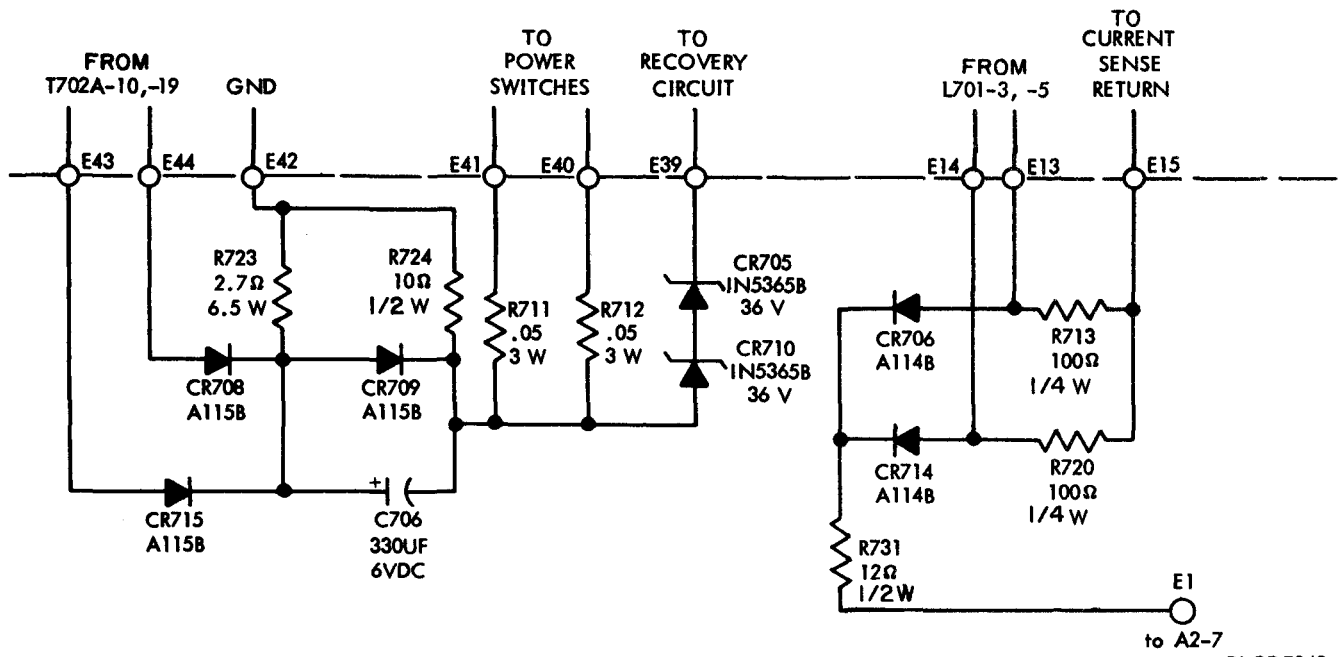 FROM
T702A-10,-19
GND
TO
POWER
SWITCHES
TO
RECOVERY
CIRCUIT
FROM
L701-3, -5
TO
CURRENT
SENSE
RETURN
E43
E44
E42
E41
E40
E39
E14
E13
E15
R723
2.7Ω
6.5 W
R724
10Ω
1/2 W
R711
.05
3 W
R712
.05
3 W
CR705
IN5365B
36 V
CR710
IN5365B
36 V
CR706
A114B
R713
100Ω
1/4 W
CR708
A115B
CR709
A115B
CR714
A114B
R720
100Ω
1/4 W
CR715
A115B
+
C706
330UF
6VDC
R731
12Ω
1/2W
E1
to A2-7